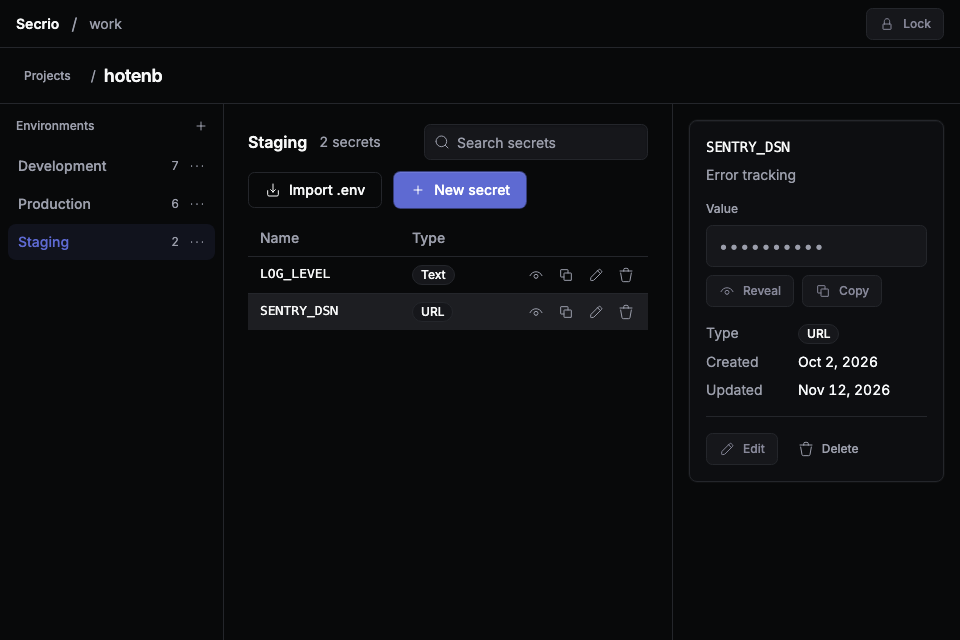 Secrio / work
Lock
Projects / hotenb
Environments +
Development 7 ···
Production 6 ···
Staging 2 ···
Staging 2 secrets
Search secrets
Import .env
+ New secret
Name Type
LOG_LEVEL Text
SENTRY_DSN URL
SENTRY_DSN
Error tracking
Value
••••••••••
Reveal Copy
Type URL
Created Oct 2, 2026
Updated Nov 12, 2026
Edit Delete